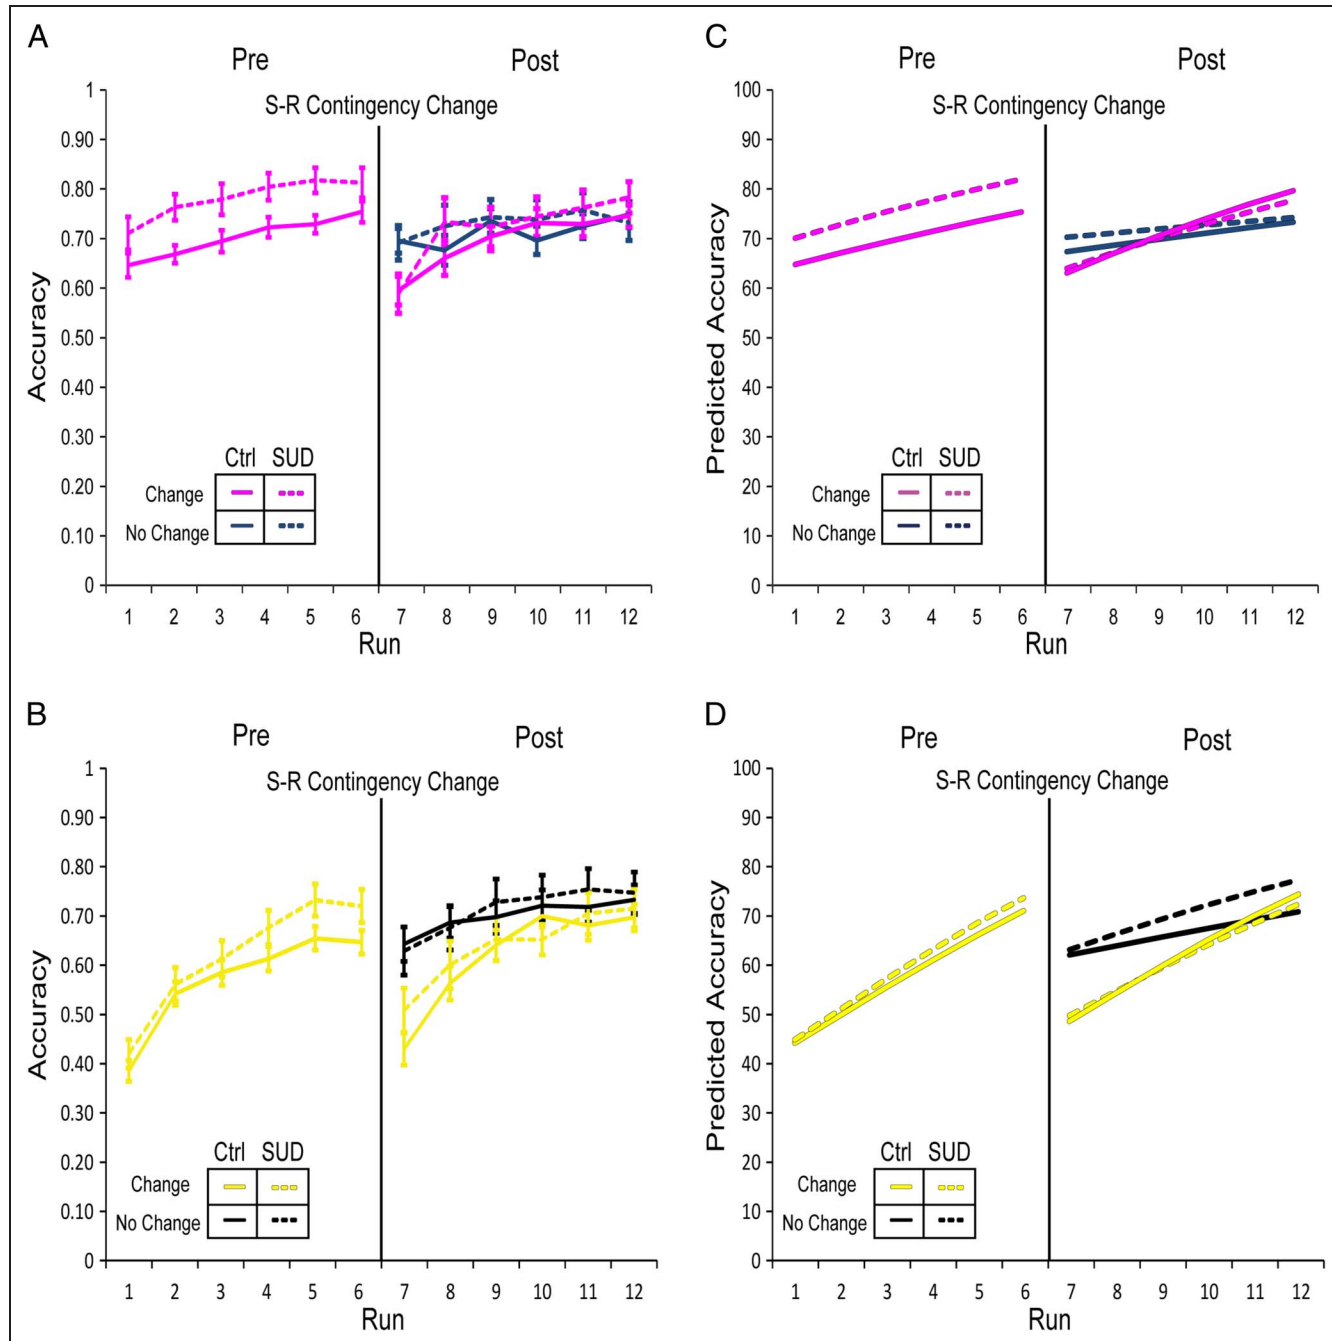 A
Pre Post
S-R Contingency Change
1
0.90
0.80
0.70
0.60
0.50
0.40
0.30
0.20
0.10
0
Accuracy
Ctrl SUD
Change
No Change
1 2 3 4 5 6 7 8 9 10 11 12
Run
C
Pre Post
S-R Contingency Change
100
90
80
70
60
50
40
30
20
10
0
Predicted Accuracy
Ctrl SUD
Change
No Change
1 2 3 4 5 6 7 8 9 10 11 12
Run
B
Pre Post
S-R Contingency Change
1
0.90
0.80
0.70
0.60
0.50
0.40
0.30
0.20
0.10
0
Accuracy
Ctrl SUD
Change
No Change
1 2 3 4 5 6 7 8 9 10 11 12
Run
D
Pre Post
S-R Contingency Change
100
90
80
70
60
50
40
30
20
10
0
Predicted Accuracy
Ctrl SUD
Change
No Change
1 2 3 4 5 6 7 8 9 10 11 12
Run